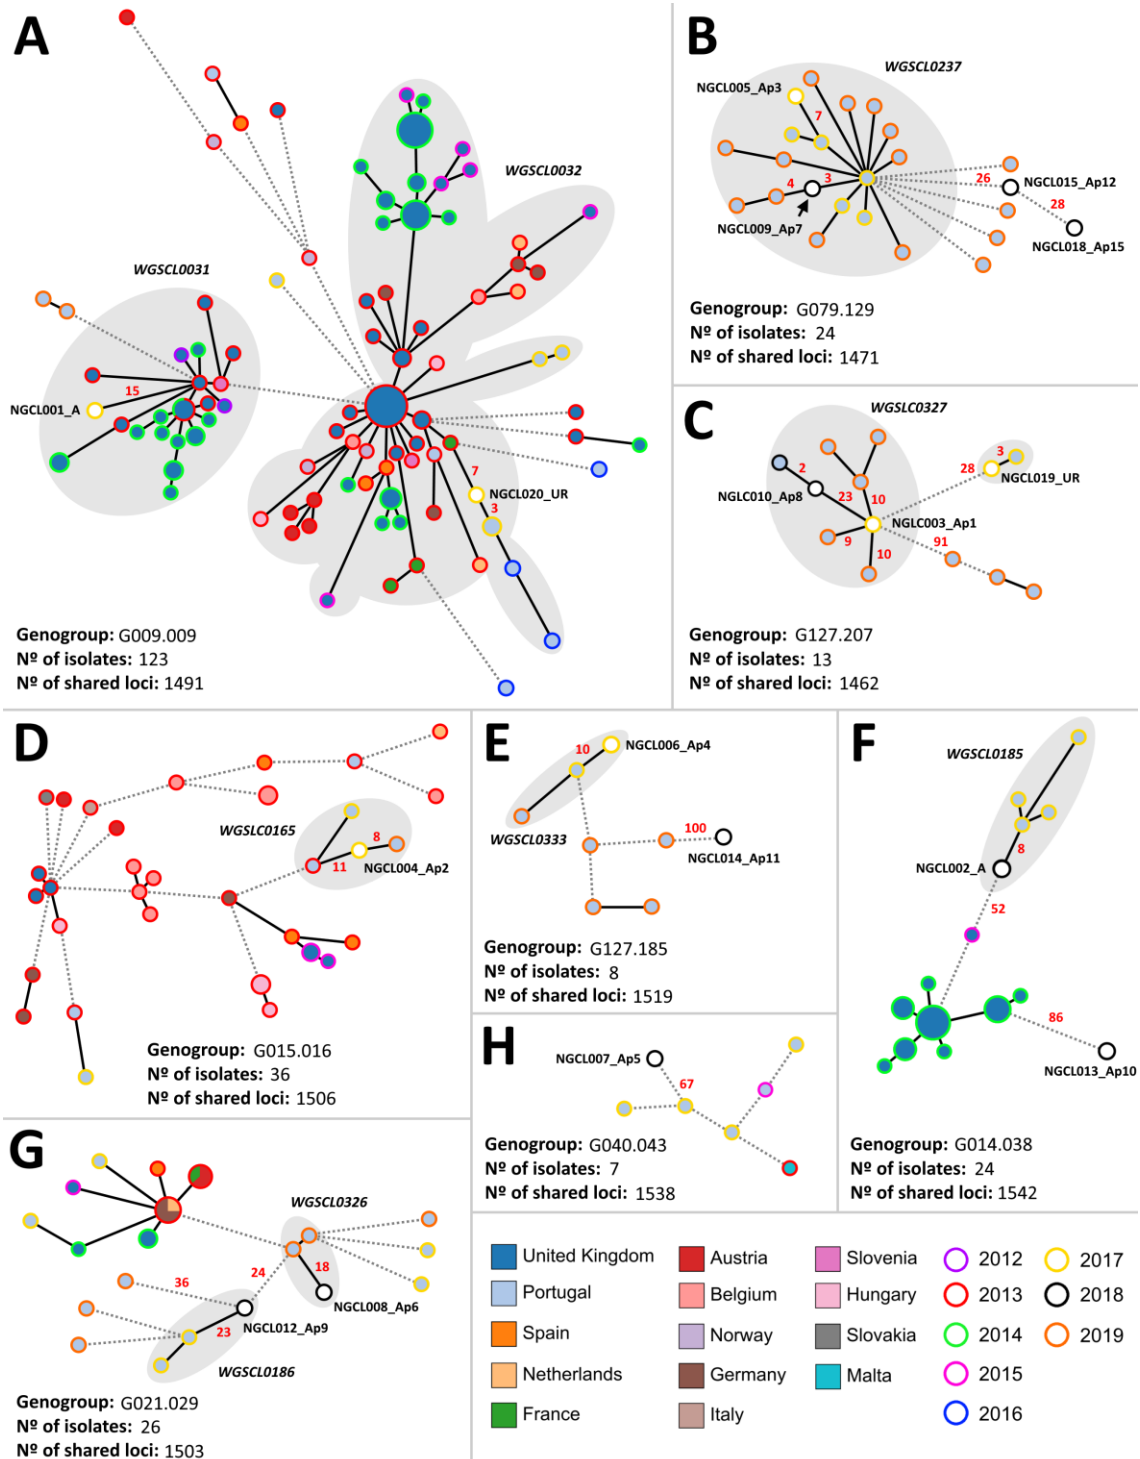 A
WGSCL0032
WGSCL0031
15
NGCL001_A
7
NGCL020_UR
3
Genogroup: G009.009
Nº of isolates: 123
Nº of shared loci: 1491
B
WGSCL0237
NGCL005_Ap3
7
4
3
26
NGCL015_Ap12
28
NGCL009_Ap7
NGCL018_Ap15
Genogroup: G079.129
Nº of isolates: 24
Nº of shared loci: 1471
C
WGSLC0327
3
28
NGCL019_UR
2
NGLC010_Ap8
23
10
NGLC003_Ap1
9
91
10
Genogroup: G127.207
Nº of isolates: 13
Nº of shared loci: 1462
D
WGSLC0165
8
11
NGCL004_Ap2
Genogroup: G015.016
Nº of isolates: 36
Nº of shared loci: 1506
E
10
NGCL006_Ap4
WGSCL0333
100
NGCL014_Ap11
Genogroup: G127.185
Nº of isolates: 8
Nº of shared loci: 1519
F
WGSCL0185
8
NGCL002_A
52
86
NGCL013_Ap10
Genogroup: G014.038
Nº of isolates: 24
Nº of shared loci: 1542
H
NGCL007_Ap5
67
Genogroup: G040.043
Nº of isolates: 7
Nº of shared loci: 1538
G
WGSCL0326
24
36
18
NGCL008_Ap6
NGCL012_Ap9
23
WGSCL0186
Genogroup: G021.029
Nº of isolates: 26
Nº of shared loci: 1503
United Kingdom
Portugal
Spain
Netherlands
France
Austria
Belgium
Norway
Germany
Italy
Slovenia
Hungary
Slovakia
Malta
2012
2013
2014
2015
2016
2017
2018
2019